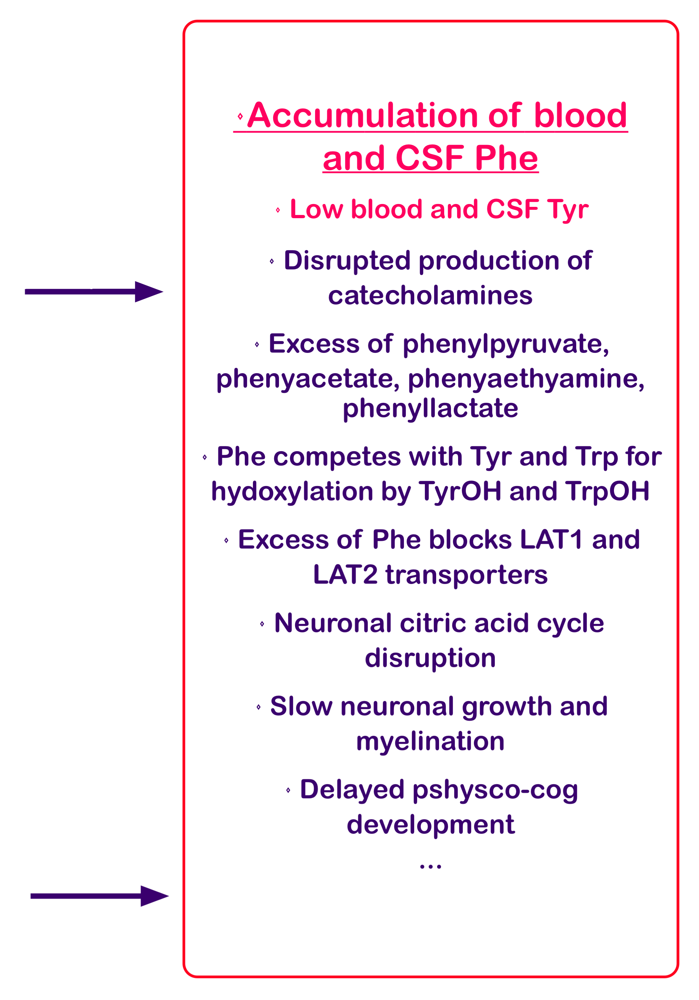 ⬨Accumulation of blood
and CSF Phe
⬨ Low blood and CSF Tyr
⬨ Disrupted production of
catecholamines
⬨ Excess of phenylpyruvate,
phenyacetate, phenyaethyamine,
phenyllactate
⬨ Phe competes with Tyr and Trp for
hydoxylation by TyrOH and TrpOH
⬨ Excess of Phe blocks LAT1 and
LAT2 transporters
⬨ Neuronal citric acid cycle
disruption
⬨ Slow neuronal growth and
myelination
⬨ Delayed pshysco-cog
development
...